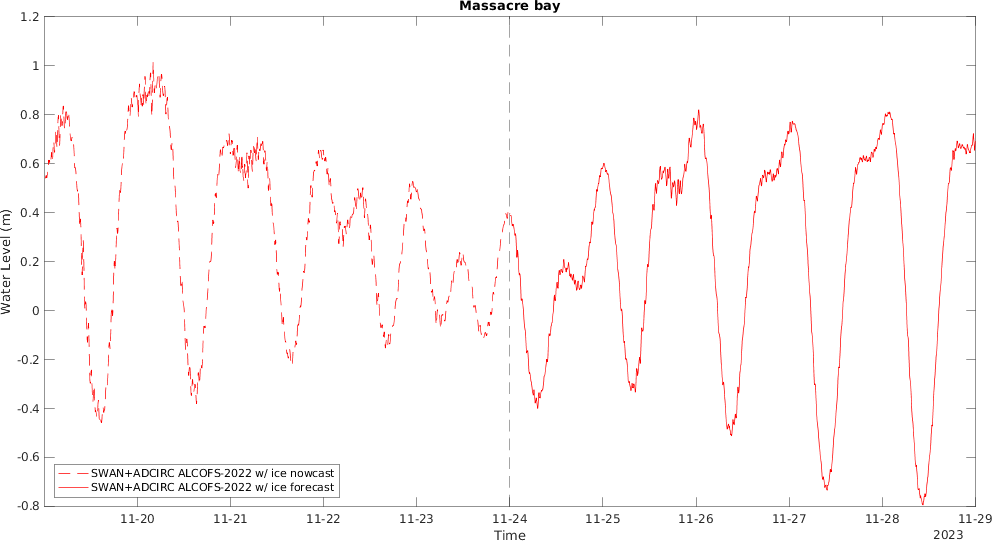 Massacre bay
1.2
1
0.8
0.6
0.4
0.2
0
-0.2
-0.4
-0.6
-0.8
Water Level (m)
SWAN+ADCIRC ALCOFS-2022 w/ ice nowcast
SWAN+ADCIRC ALCOFS-2022 w/ ice forecast
11-20 11-21 11-22 11-23 11-24 11-25 11-26 11-27 11-28 11-29
Time
2023